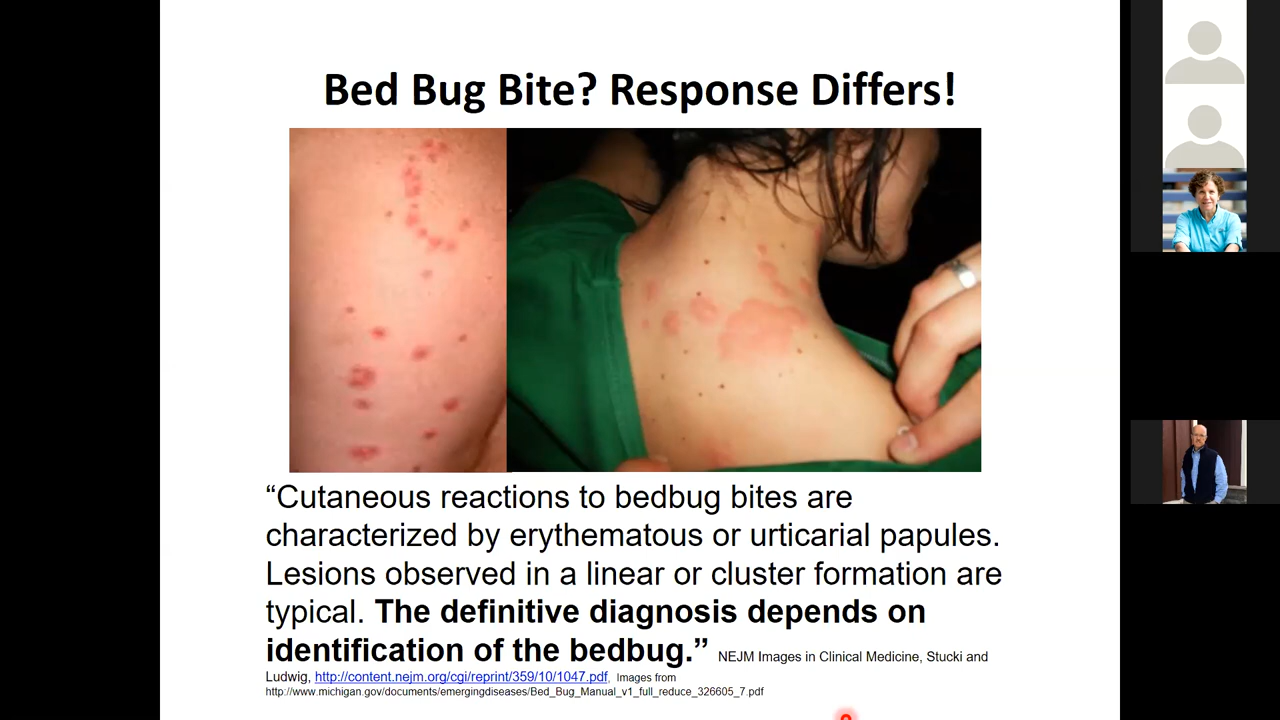 Bed Bug Bite? Response Differs!
“Cutaneous reactions to bedbug bites are
characterized by erythematous or urticarial papules.
Lesions observed in a linear or cluster formation are
typical. The definitive diagnosis depends on
identification of the bedbug.” NEJM Images in Clinical Medicine, Stucki and
Ludwig, http://content.nejm.org/cgi/reprint/359/10/1047.pdf, Images from
http://www.michigan.gov/documents/emergingdiseases/Bed_Bug_Manual_v1_full_reduce_326605_7.pdf